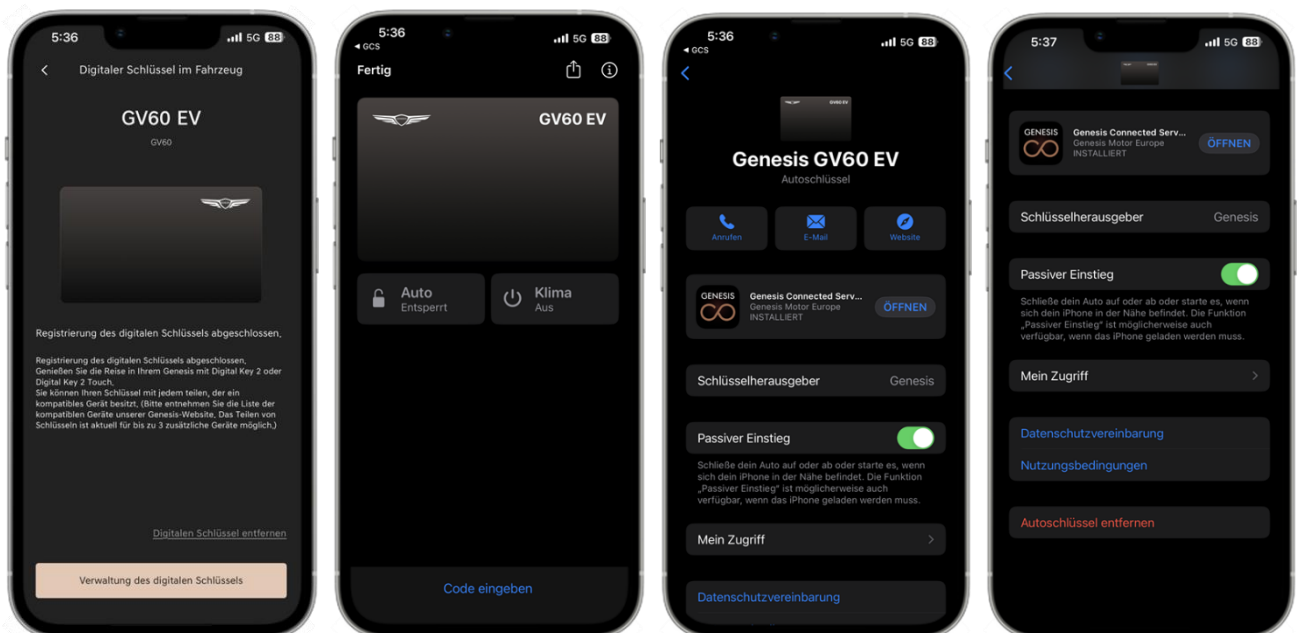 5:36
5G 88
Digitaler Schlüssel im Fahrzeug
GV60 EV
GV60
Registrierung des digitalen Schlüssels abgeschlossen.
Registrierung des digitalen Schlüssels abgeschlossen.
Genießen Sie die Reise in Ihrem Genesis mit Digital Key 2 oder
Digital Key 2 Touch.
Sie können Ihren Schlüssel mit jedem teilen, der ein
kompatibles Gerät besitzt. (Bitte entnehmen Sie die Liste der
kompatiblen Geräte unserer Genesis-Website. Das Teilen von
Schlüsseln ist aktuell für bis zu 3 zusätzliche Geräte möglich.)
Digitalen Schlüssel entfernen
Verwaltung des digitalen Schlüssels
5:36
5G 88
GCS
Fertig
GV60 EV
Auto
Entsperrt
Klima
Aus
Code eingeben
5:36
5G 88
GCS
GV60 EV
Genesis GV60 EV
Autoschlüssel
Anrufen
E-Mail
Website
GENESIS
Genesis Connected Serv...
Genesis Motor Europe
INSTALLIERT
ÖFFNEN
Schlüsselherausgeber Genesis
Passiver Einstieg
Schließe dein Auto auf oder ab oder starte es, wenn
sich dein iPhone in der Nähe befindet. Die Funktion
„Passiver Einstieg" ist möglicherweise auch
verfügbar, wenn das iPhone geladen werden muss.
Mein Zugriff
Datenschutzvereinbarung
5:37
5G 88
GENESIS
Genesis Connected Serv...
Genesis Motor Europe
INSTALLIERT
ÖFFNEN
Schlüsselherausgeber Genesis
Passiver Einstieg
Schließe dein Auto auf oder ab oder starte es, wenn
sich dein iPhone in der Nähe befindet. Die Funktion
„Passiver Einstieg" ist möglicherweise auch
verfügbar, wenn das iPhone geladen werden muss.
Mein Zugriff
Datenschutzvereinbarung
Nutzungsbedingungen
Autoschlüssel entfernen